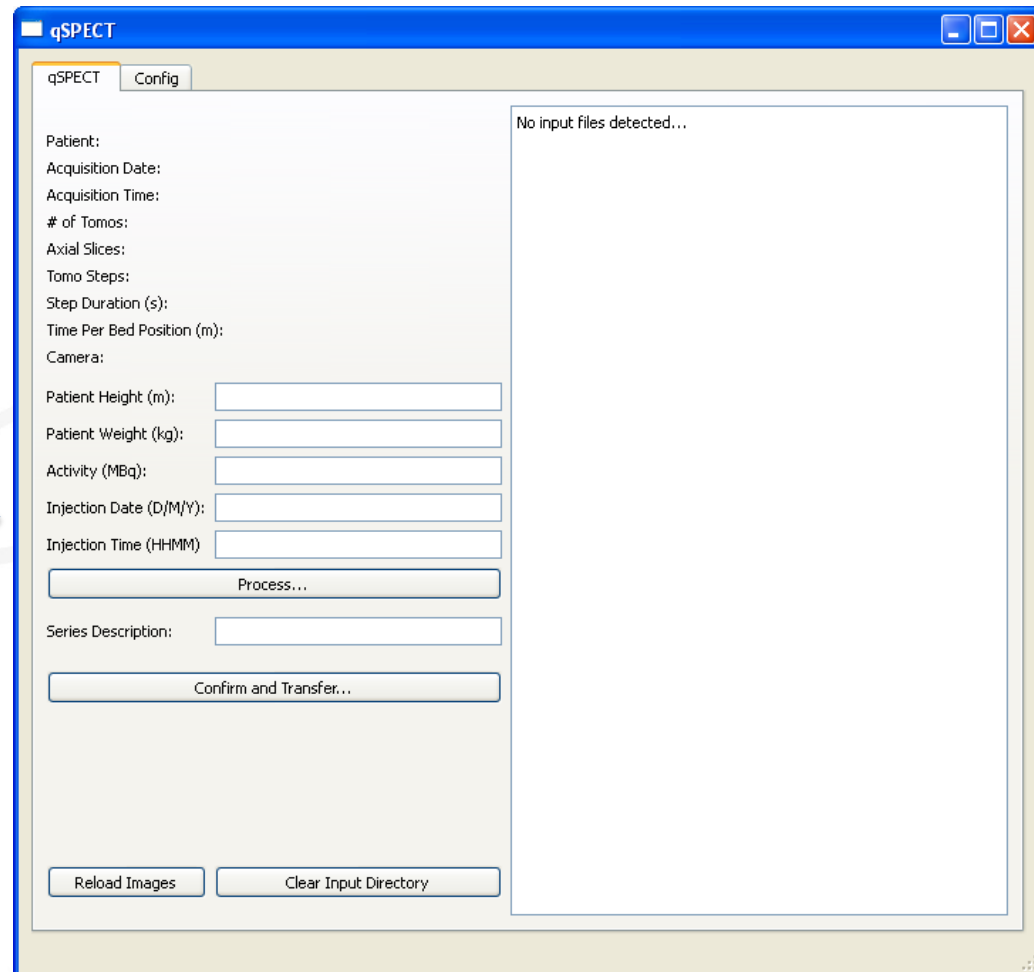 qSPECT
qSPECT
Config
No input files detected...
Patient:
Acquisition Date:
Acquisition Time:
# of Tomos:
Axial Slices:
Tomo Steps:
Step Duration (s):
Time Per Bed Position (m):
Camera:
Patient Height (m):
Patient Weight (kg):
Activity (MBq):
Injection Date (D/M/Y):
Injection Time (HHMM)
Process...
Series Description:
Confirm and Transfer...
Reload Images
Clear Input Directory